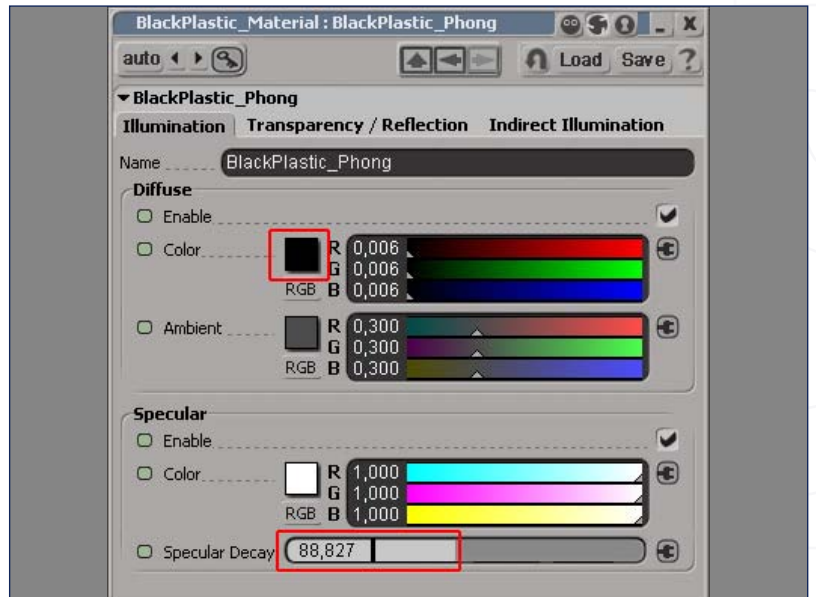 BlackPlastic_Material : BlackPlastic_Phong
auto Load Save ?
BlackPlastic_Phong
Illumination Transparency / Reflection Indirect Illumination
Name BlackPlastic_Phong
Diffuse
Enable
Color R 0,006
G 0,006
RGB B 0,006
Ambient R 0,300
G 0,300
RGB B 0,300
Specular
Enable
Color R 1,000
G 1,000
RGB B 1,000
Specular Decay 88,827